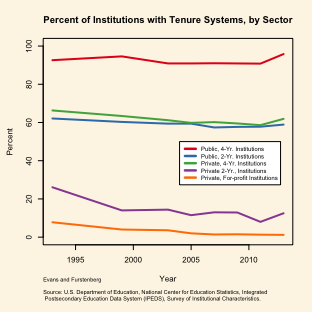 Percent of Institutions with Tenure Systems, by Sector
100
80
60
40
20
0
Percent
Public, 4-Yr. Institutions
Public, 2-Yr. Institutions
Private, 4-Yr. Institutions
Private 2-Yr., Institutions
Private, For-profit Institutions
1995
2000
2005
2010
Year
Evans and Furstenberg
Source: U.S. Department of Education, National Center for Education Statistics, Integrated
Postsecondary Education Data System (IPEDS), Survey of Institutional Characteristics.